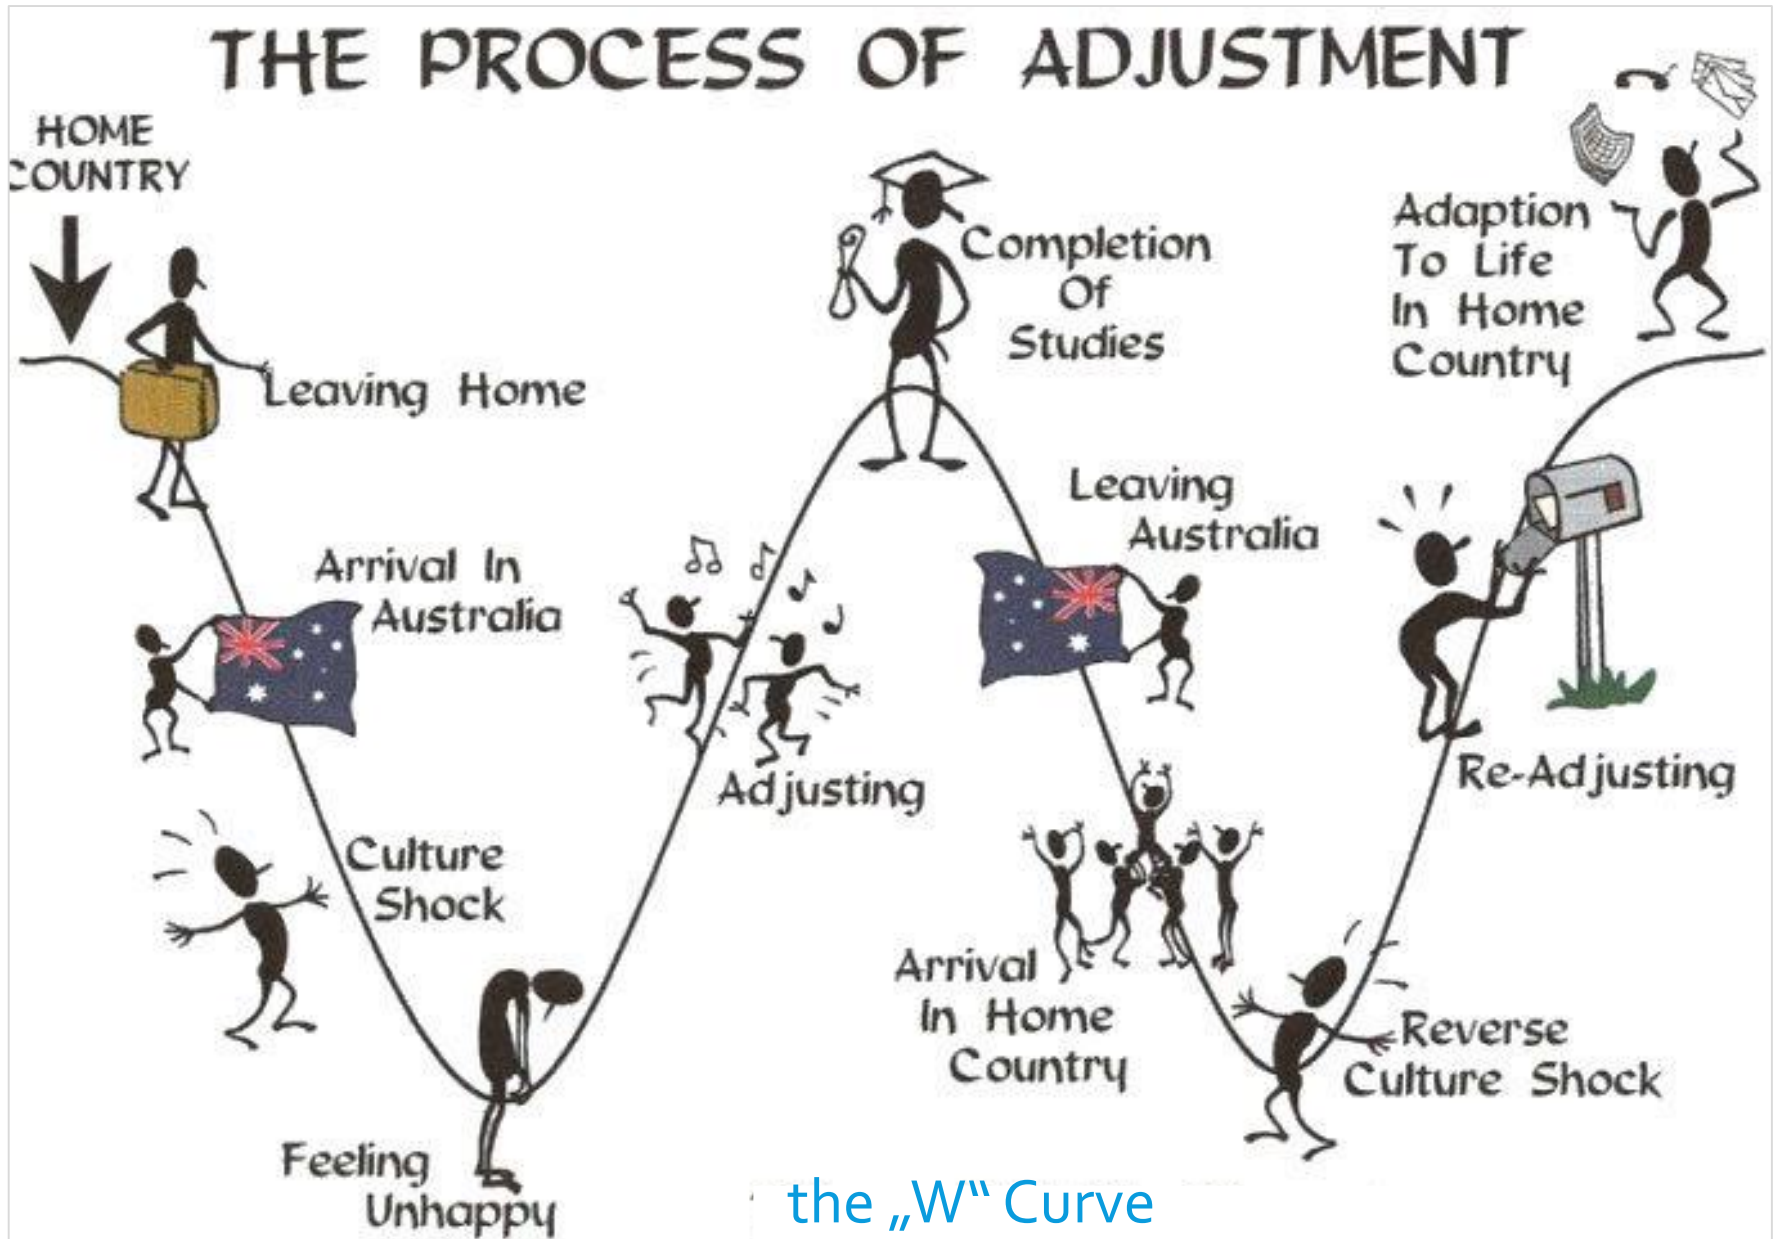 THE PROCESS OF ADJUSTMENT
HOME
COUNTRY
Leaving Home
Arrival In
Australia
Culture
Shock
Feeling
Unhappy
Adjusting
Completion
Of
Studies
Leaving
Australia
Arrival
In Home
Country
Reverse
Culture Shock
Re-Adjusting
Adaption
To Life
In Home
Country
the „W“ Curve